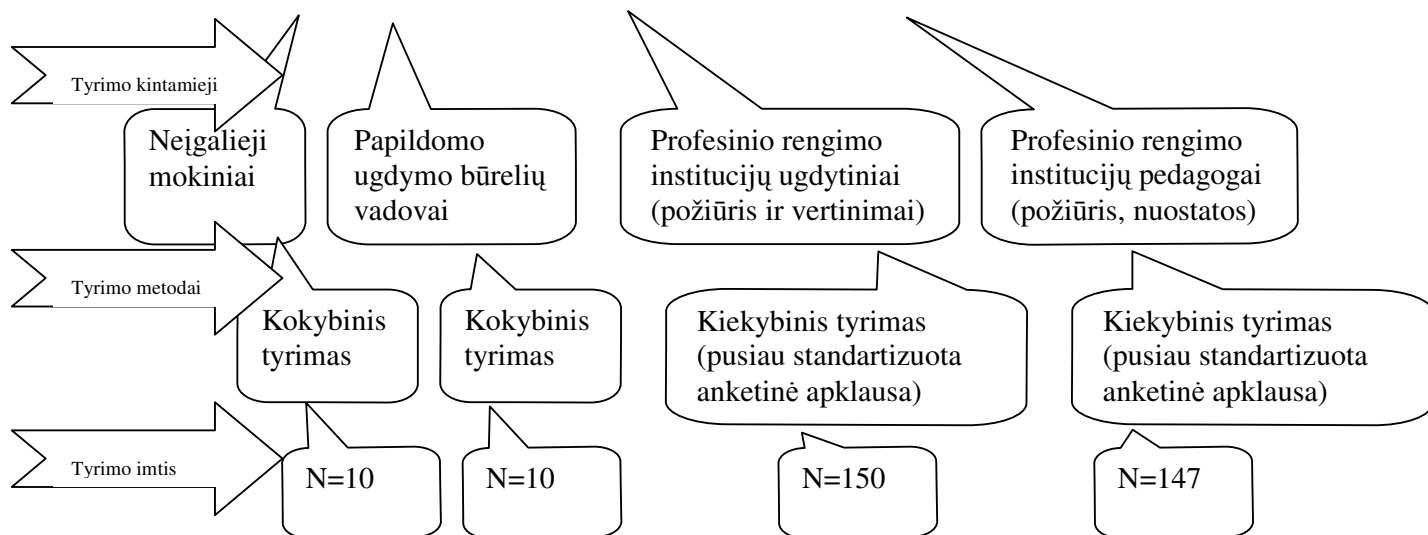 Tyrimo kintamieji
Neįgalieji
mokiniai
Papildomo
ugdymo būrelių
vadovai
Profesinio rengimo
institucijų ugdytiniai
(požiūris ir vertinimai)
Profesinio rengimo
institucijų pedagogai
(požiūris, nuostatos)
Tyrimo metodai
Kokybinis
tyrimas
Kokybinis
tyrimas
Kiekybinis tyrimas
(pusiau standartizuota
anketinė apklausa)
Kiekybinis tyrimas
(pusiau standartizuota
anketinė apklausa)
Tyrimo imtis
N=10
N=10
N=150
N=147